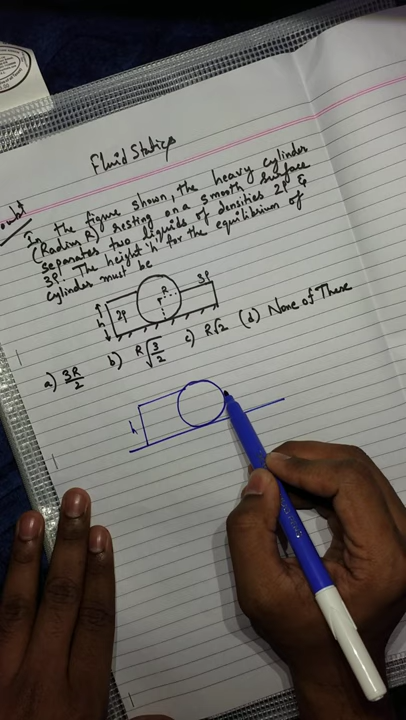 Fluid Statics
Doubt
In the figure shown, the heavy cylinder
(Radius R) resting on a smooth surface
separates two liquids of densities 2ρ &
3ρ. The height 'h' for the equilibrium of
cylinder must be
h 2ρ R 3ρ
a) 3R/2 b) R√3/2 c) R√2 (d) None of These
h